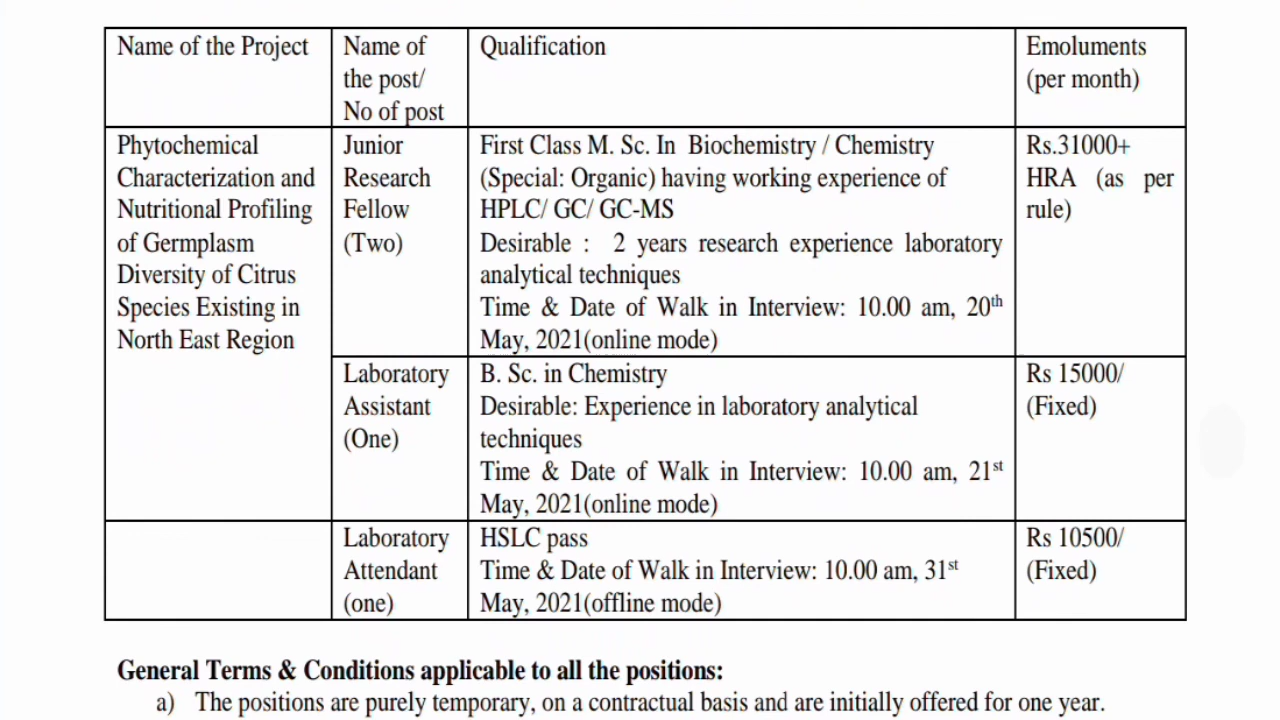 Name of the Project
Name of
the post/
No of post
Qualification
Emoluments
(per month)
Phytochemical
Characterization and
Nutritional Profiling
of Germplasm
Diversity of Citrus
Species Existing in
North East Region
Junior
Research
Fellow
(Two)
First Class M. Sc. In Biochemistry / Chemistry
(Special: Organic) having working experience of
HPLC/ GC/ GC-MS
Desirable : 2 years research experience laboratory
analytical techniques
Time & Date of Walk in Interview: 10.00 am, 20th
May, 2021(online mode)
Rs.31000+
HRA (as per
rule)
Laboratory
Assistant
(One)
B. Sc. in Chemistry
Desirable: Experience in laboratory analytical
techniques
Time & Date of Walk in Interview: 10.00 am, 21st
May, 2021(online mode)
Rs 15000/
(Fixed)
Laboratory
Attendant
(one)
HSLC pass
Time & Date of Walk in Interview: 10.00 am, 31st
May, 2021(offline mode)
Rs 10500/
(Fixed)
General Terms & Conditions applicable to all the positions:
a) The positions are purely temporary, on a contractual basis and are initially offered for one year.